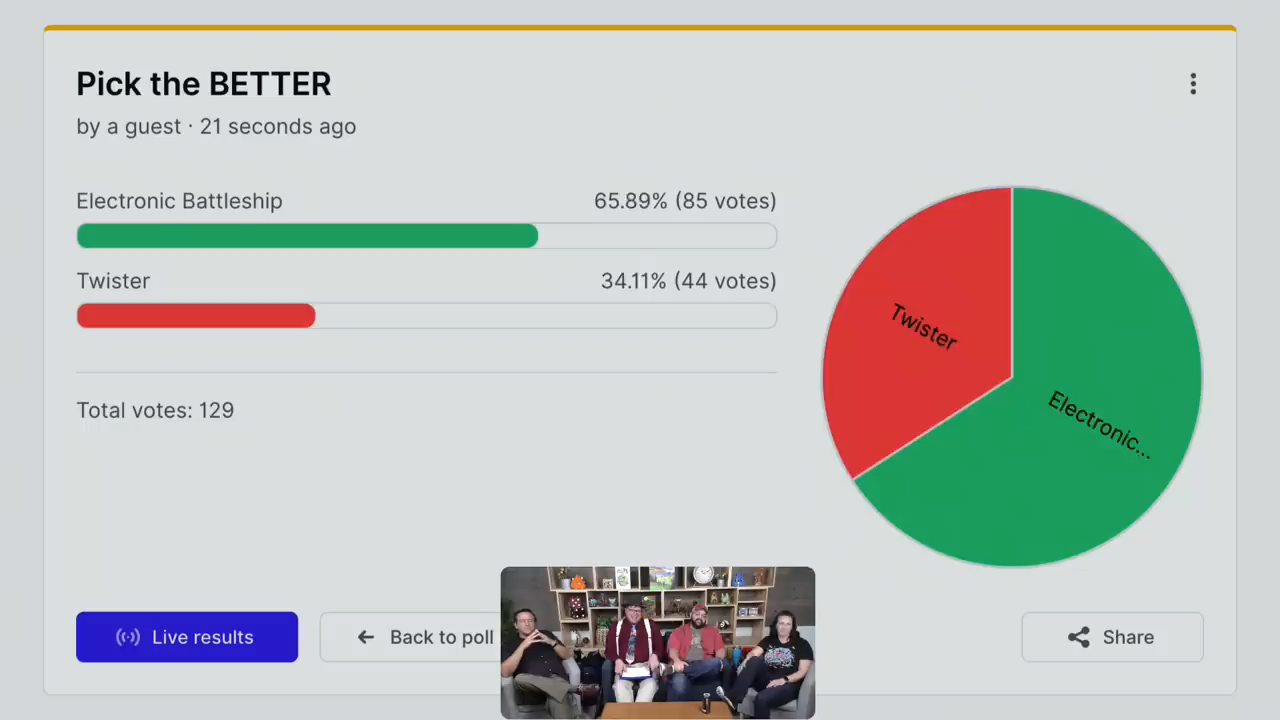 Pick the BETTER
by a guest · 21 seconds ago
Electronic Battleship 65.89% (85 votes)
Twister 34.11% (44 votes)
Total votes: 129
Twister
Electronic...
Live results
Back to poll
Share